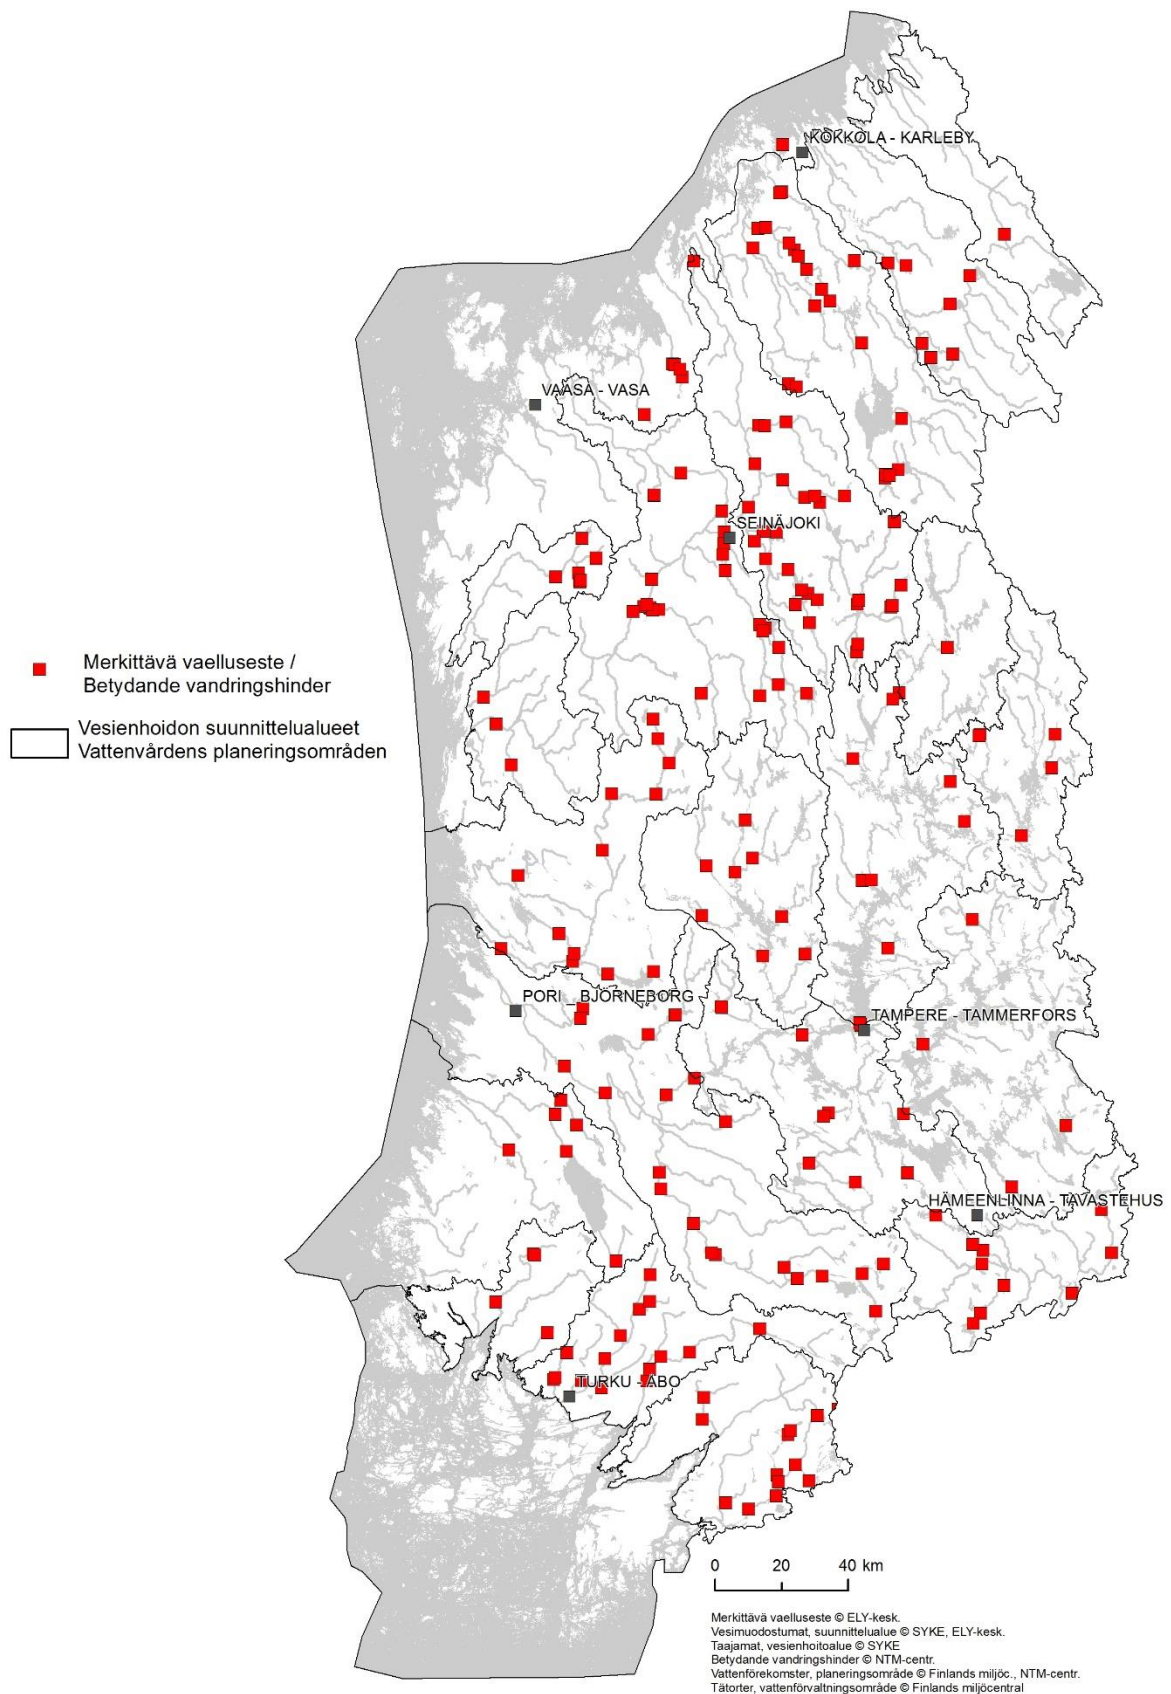 KOKKOLA - KARLEBY
VAASA - VASA
SEINÄJOKI
Merkittävä vaelluseste /
Betydande vandringshinder
Vesienhoidon suunnittelualueet
Vattenvårdens planeringsområden
PORI _ BJÖRNEBORG
TAMPERE - TAMMERFORS
HÄMEENLINNA - TAVASTEHUS
TURKU - ÅBO
0 20 40 km
Merkittävä vaelluseste © ELY-kesk.
Vesimuodostumat, suunnittelualue © SYKE, ELY-kesk.
Taajamat, vesienhoitoalue © SYKE
Betydande vandringshinder © NTM-centr.
Vattenförekomster, planeringsområde © Finlands miljöc., NTM-centr.
Tätorter, vattenförvaltningsområde © Finlands miljöcentral